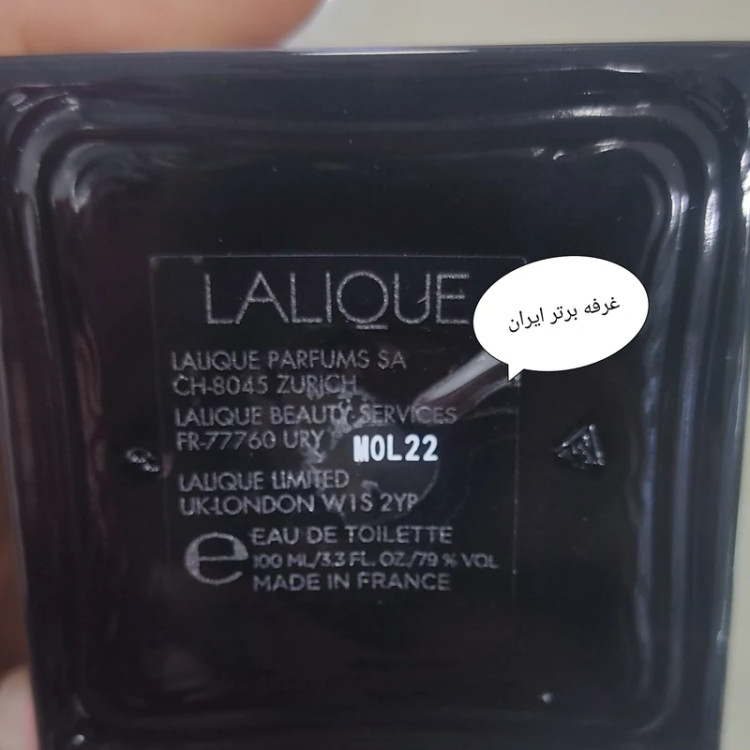 LALIQUE
غرفه برتر ایران
LALIQUE PARFUMS SA
CH-8045 ZURICH
LALIQUE BEAUTY SERVICES
FR-77760 URY
MOL22
LALIQUE LIMITED
UK-LONDON W1S 2YP
e EAU DE TOILETTE
100 ML/3.3 FL. OZ./79 % VOL
MADE IN FRANCE